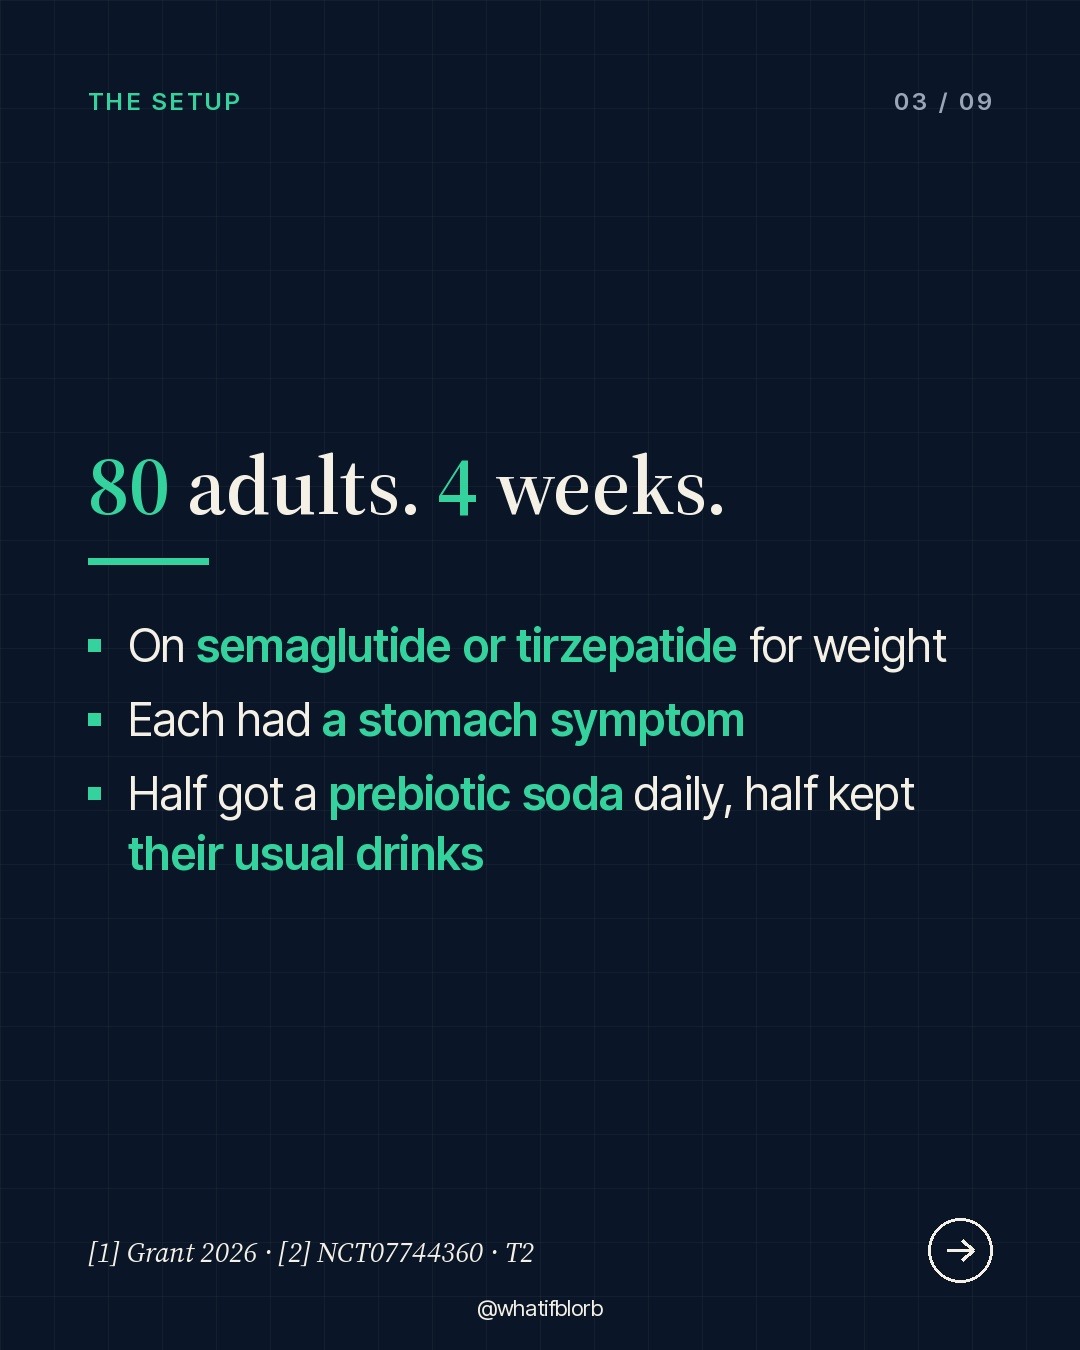 THE SETUP
03 / 09
80 adults. 4 weeks.
On semaglutide or tirzepatide for weight
Each had a stomach symptom
Half got a prebiotic soda daily, half kept
their usual drinks
[1] Grant 2026 · [2] NCT07744360 · T2
@whatifblorb